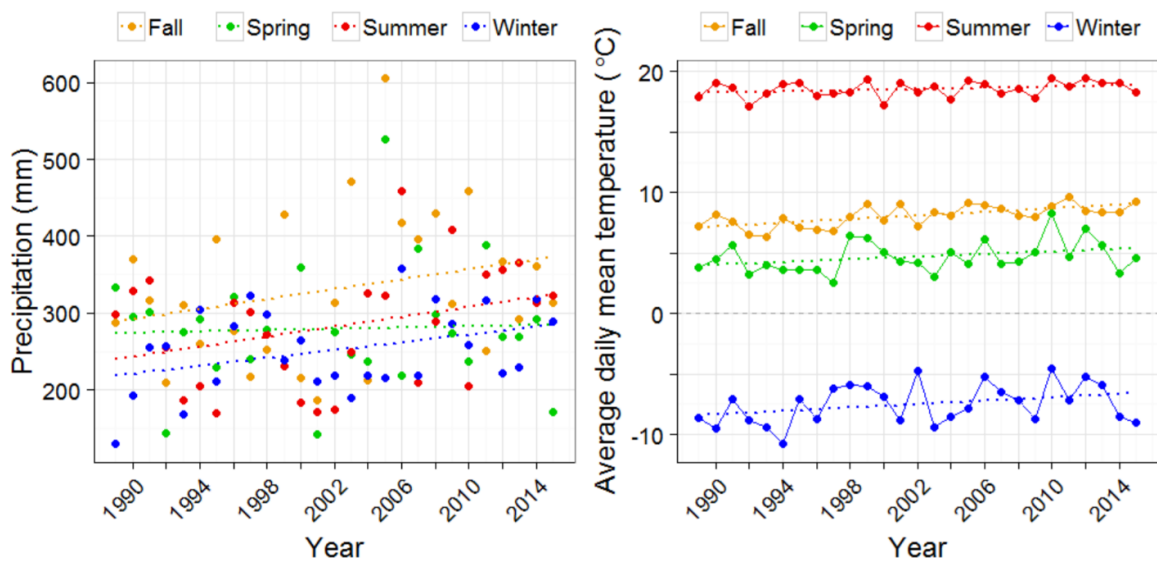 Fall Spring Summer Winter
Precipitation (mm)
600
500
400
300
200
1990 1994 1998 2002 2006 2010 2014
Year
Fall Spring Summer Winter
Average daily mean temperature (°C)
20
10
0
-10
1990 1994 1998 2002 2006 2010 2014
Year